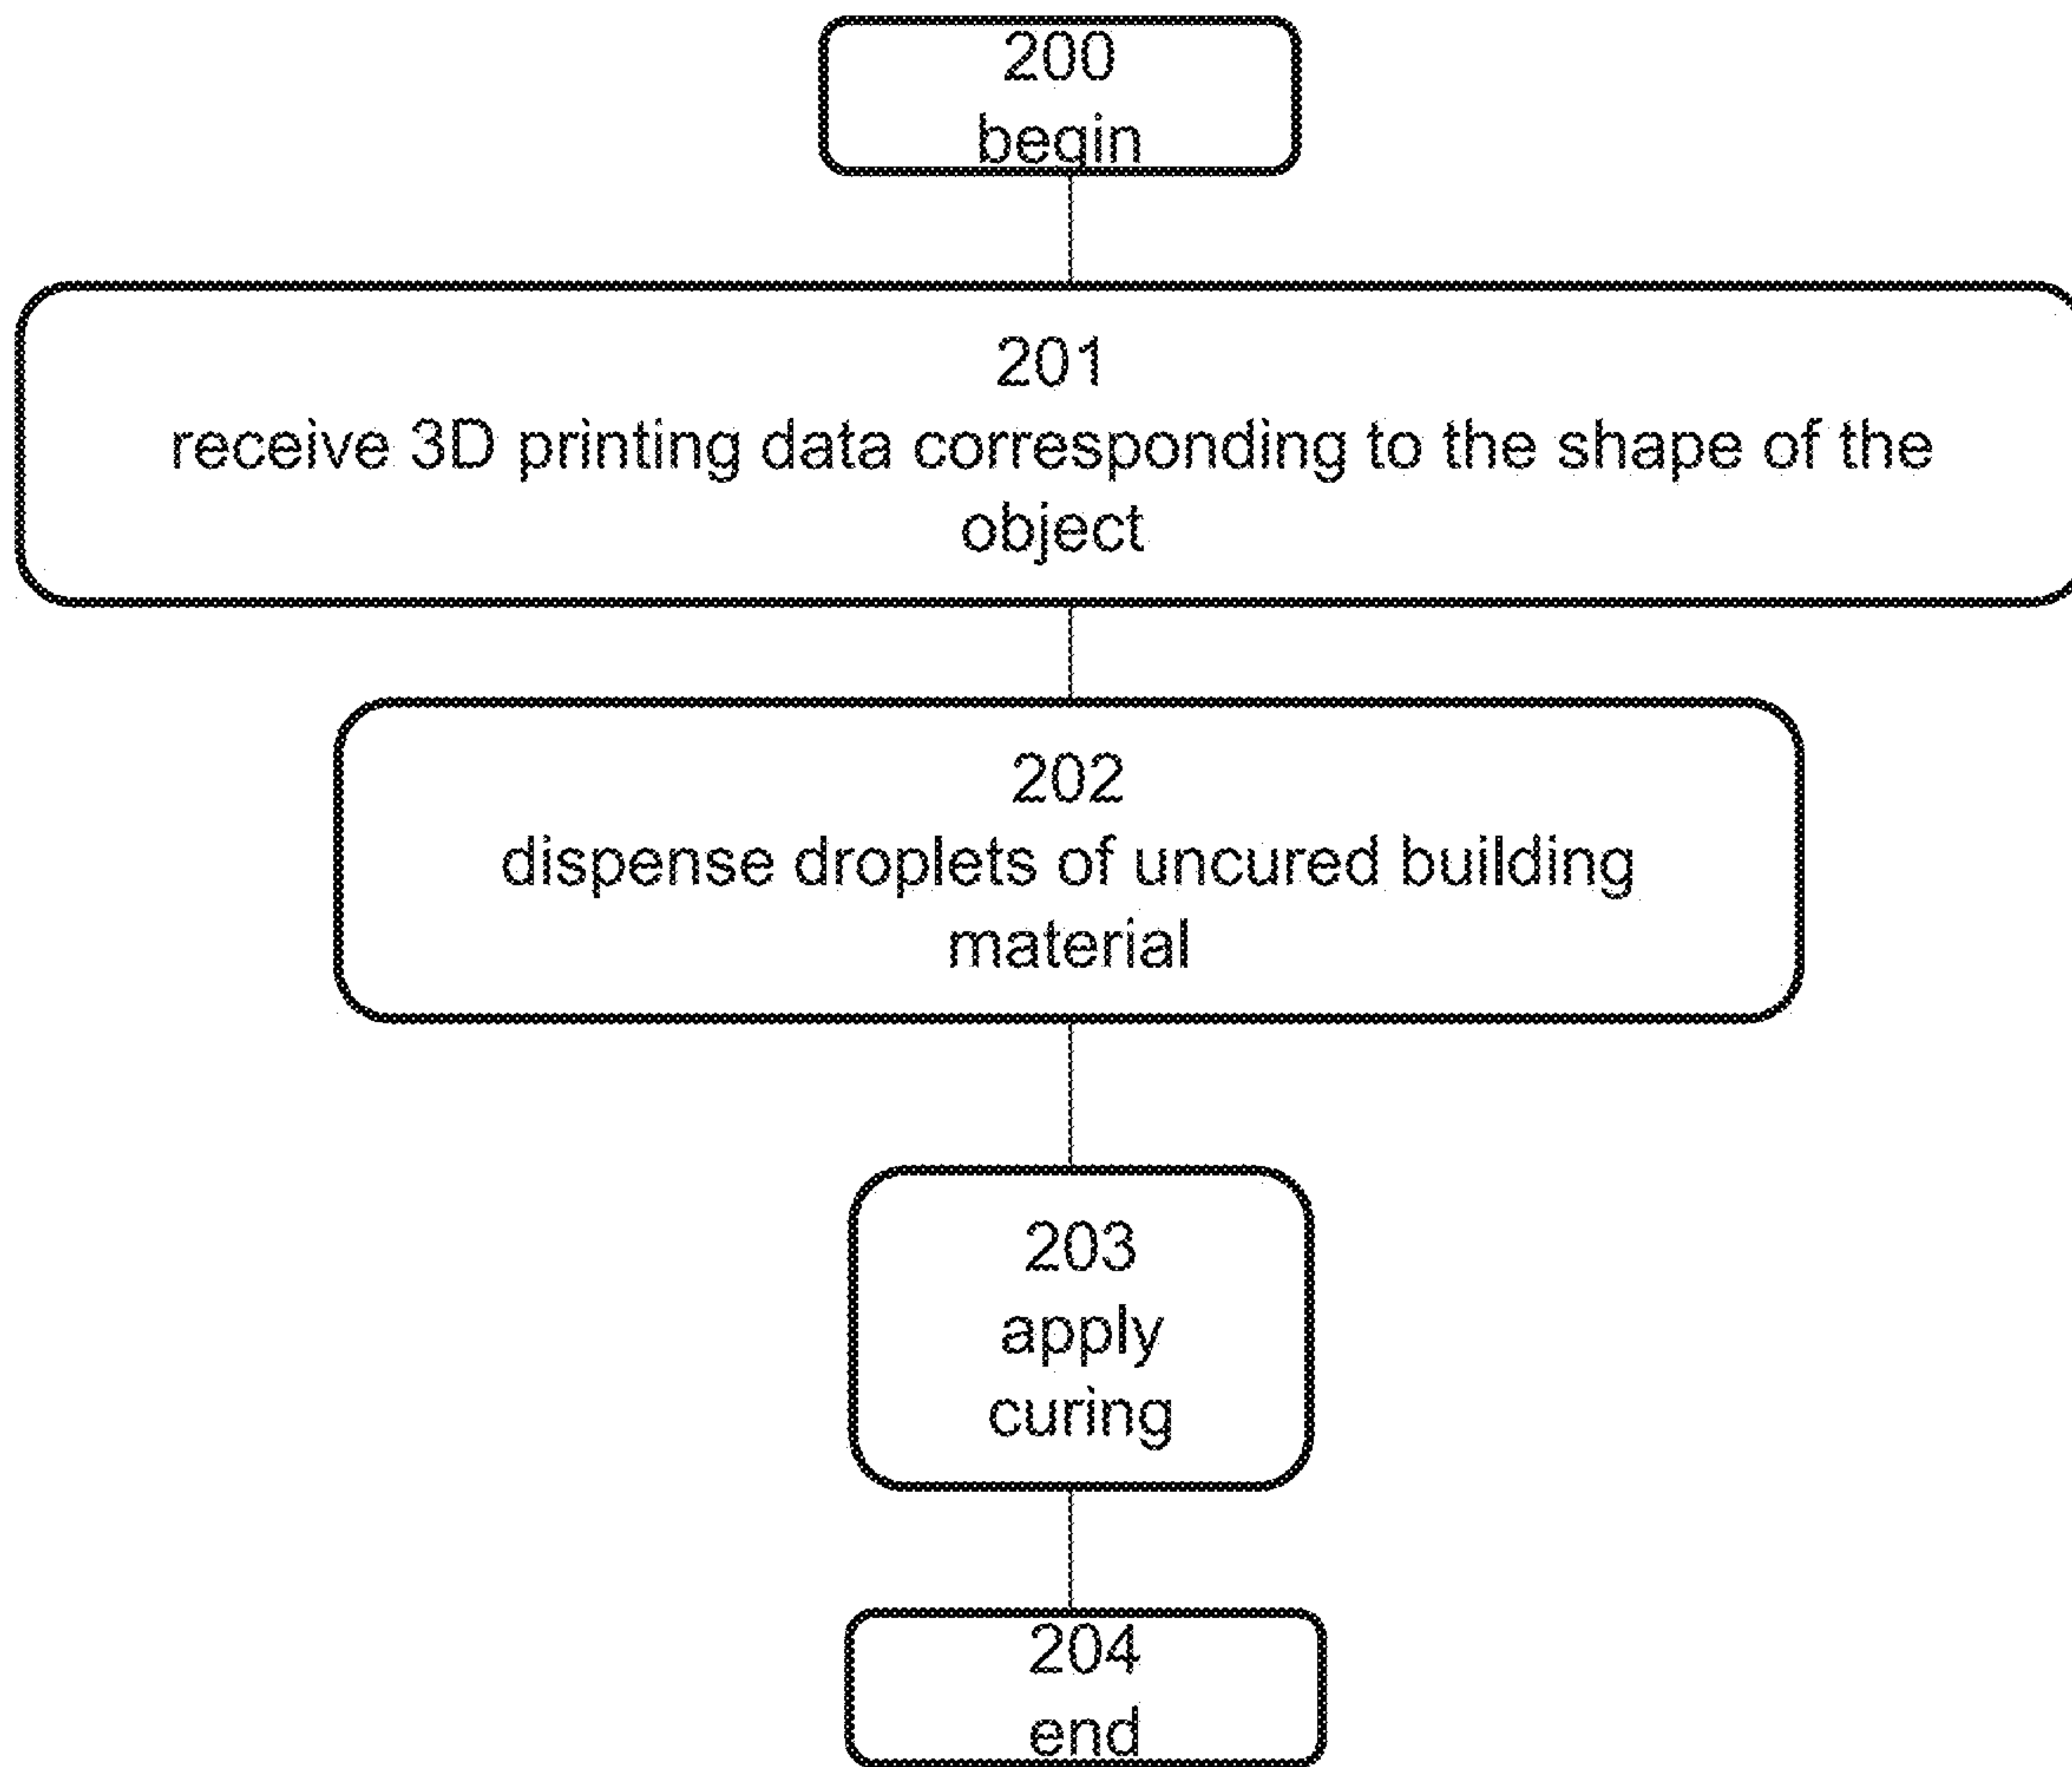 200
begin
201
receive 3D printing data corresponding to the shape of the
object
202
dispense droplets of uncured building
material
203
apply
curing
204
end